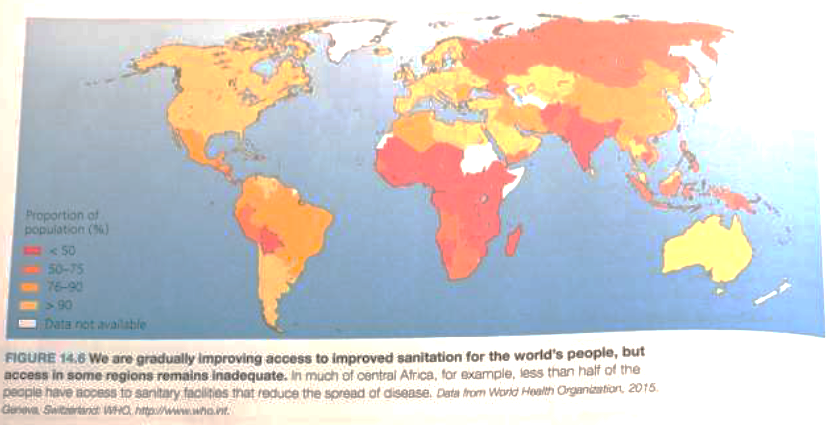 Proportion of
population (%)
< 50
50–75
76–90
> 90
Data not available
FIGURE 14.6 We are gradually improving access to improved sanitation for the world's people, but
access in some regions remains inadequate. In much of central Africa, for example, less than half of the
people have access to sanitary facilities that reduce the spread of disease. Data from World Health Organization, 2015.
Geneva, Switzerland: WHO, http://www.who.int.